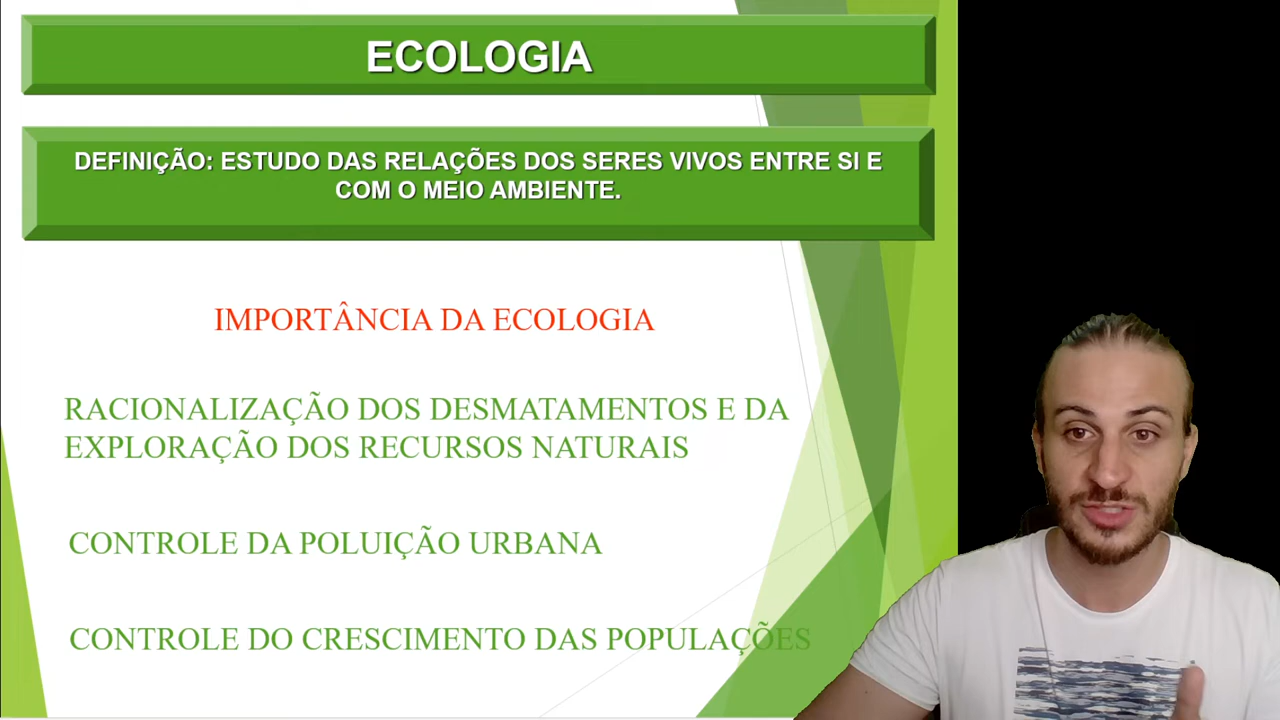 ECOLOGIA
DEFINIÇÃO: ESTUDO DAS RELAÇÕES DOS SERES VIVOS ENTRE SI E
COM O MEIO AMBIENTE.
IMPORTÂNCIA DA ECOLOGIA
RACIONALIZAÇÃO DOS DESMATAMENTOS E DA
EXPLORAÇÃO DOS RECURSOS NATURAIS
CONTROLE DA POLUIÇÃO URBANA
CONTROLE DO CRESCIMENTO DAS POPULAÇÕES